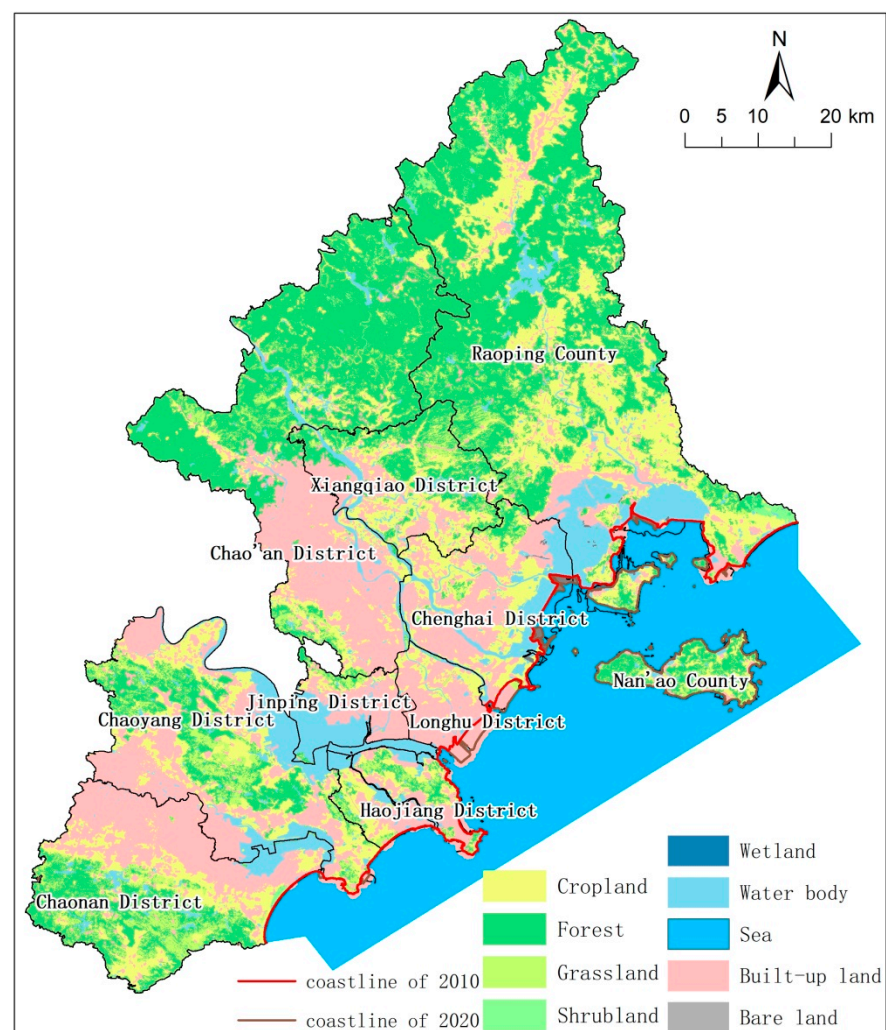 N
0 5 10 20 km
Raoping County
Xiangqiao District
Chao'an District
Chenghai District
Nan'ao County
Jinping District
Chaoyang District
Longhu District
Haojiang District
Chaonan District
Cropland
Forest
Grassland
Shrubland
Wetland
Water body
Sea
Built-up land
Bare land
coastline of 2010
coastline of 2020